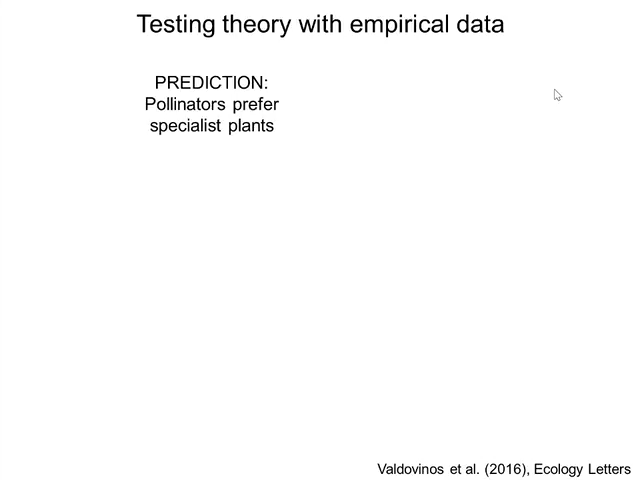 Testing theory with empirical data
PREDICTION:
Pollinators prefer
specialist plants
Valdovinos et al. (2016), Ecology Letters